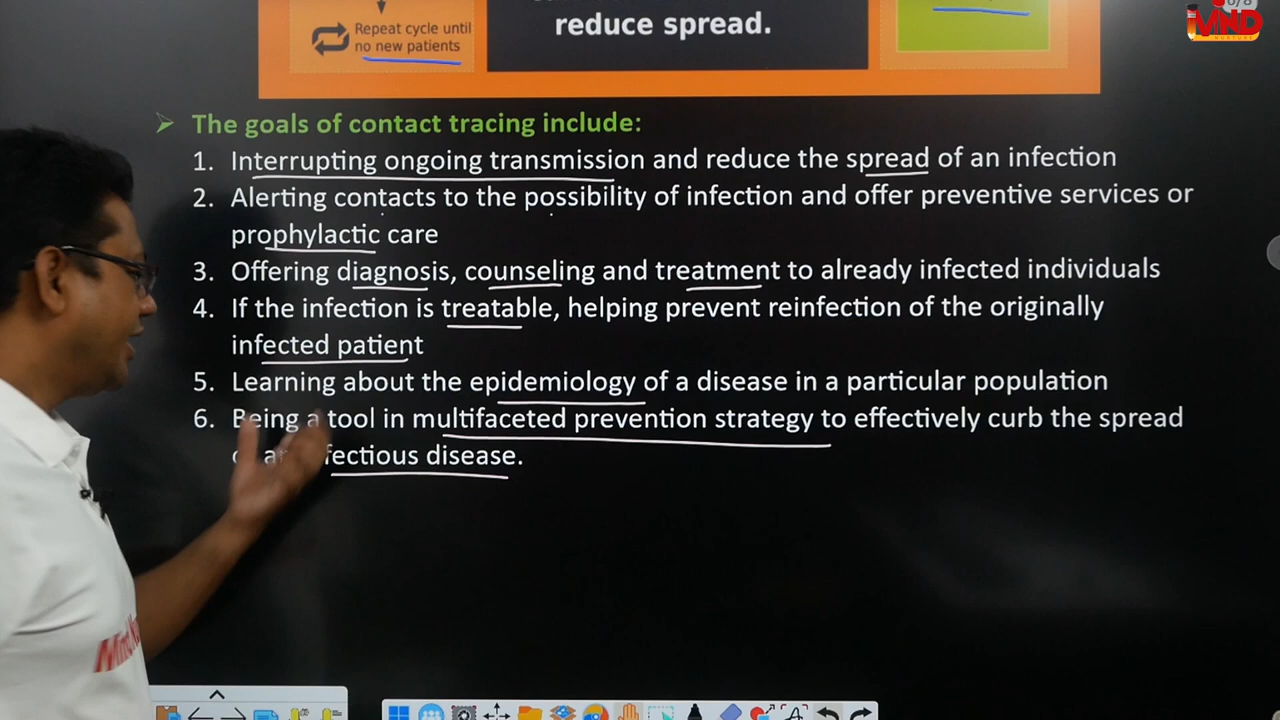 Repeat cycle until
no new patients
reduce spread.
The goals of contact tracing include:
1. Interrupting ongoing transmission and reduce the spread of an infection
2. Alerting contacts to the possibility of infection and offer preventive services or
prophylactic care
3. Offering diagnosis, counseling and treatment to already infected individuals
4. If the infection is treatable, helping prevent reinfection of the originally
infected patient
5. Learning about the epidemiology of a disease in a particular population
6. Being a tool in multifaceted prevention strategy to effectively curb the spread
fectious disease.